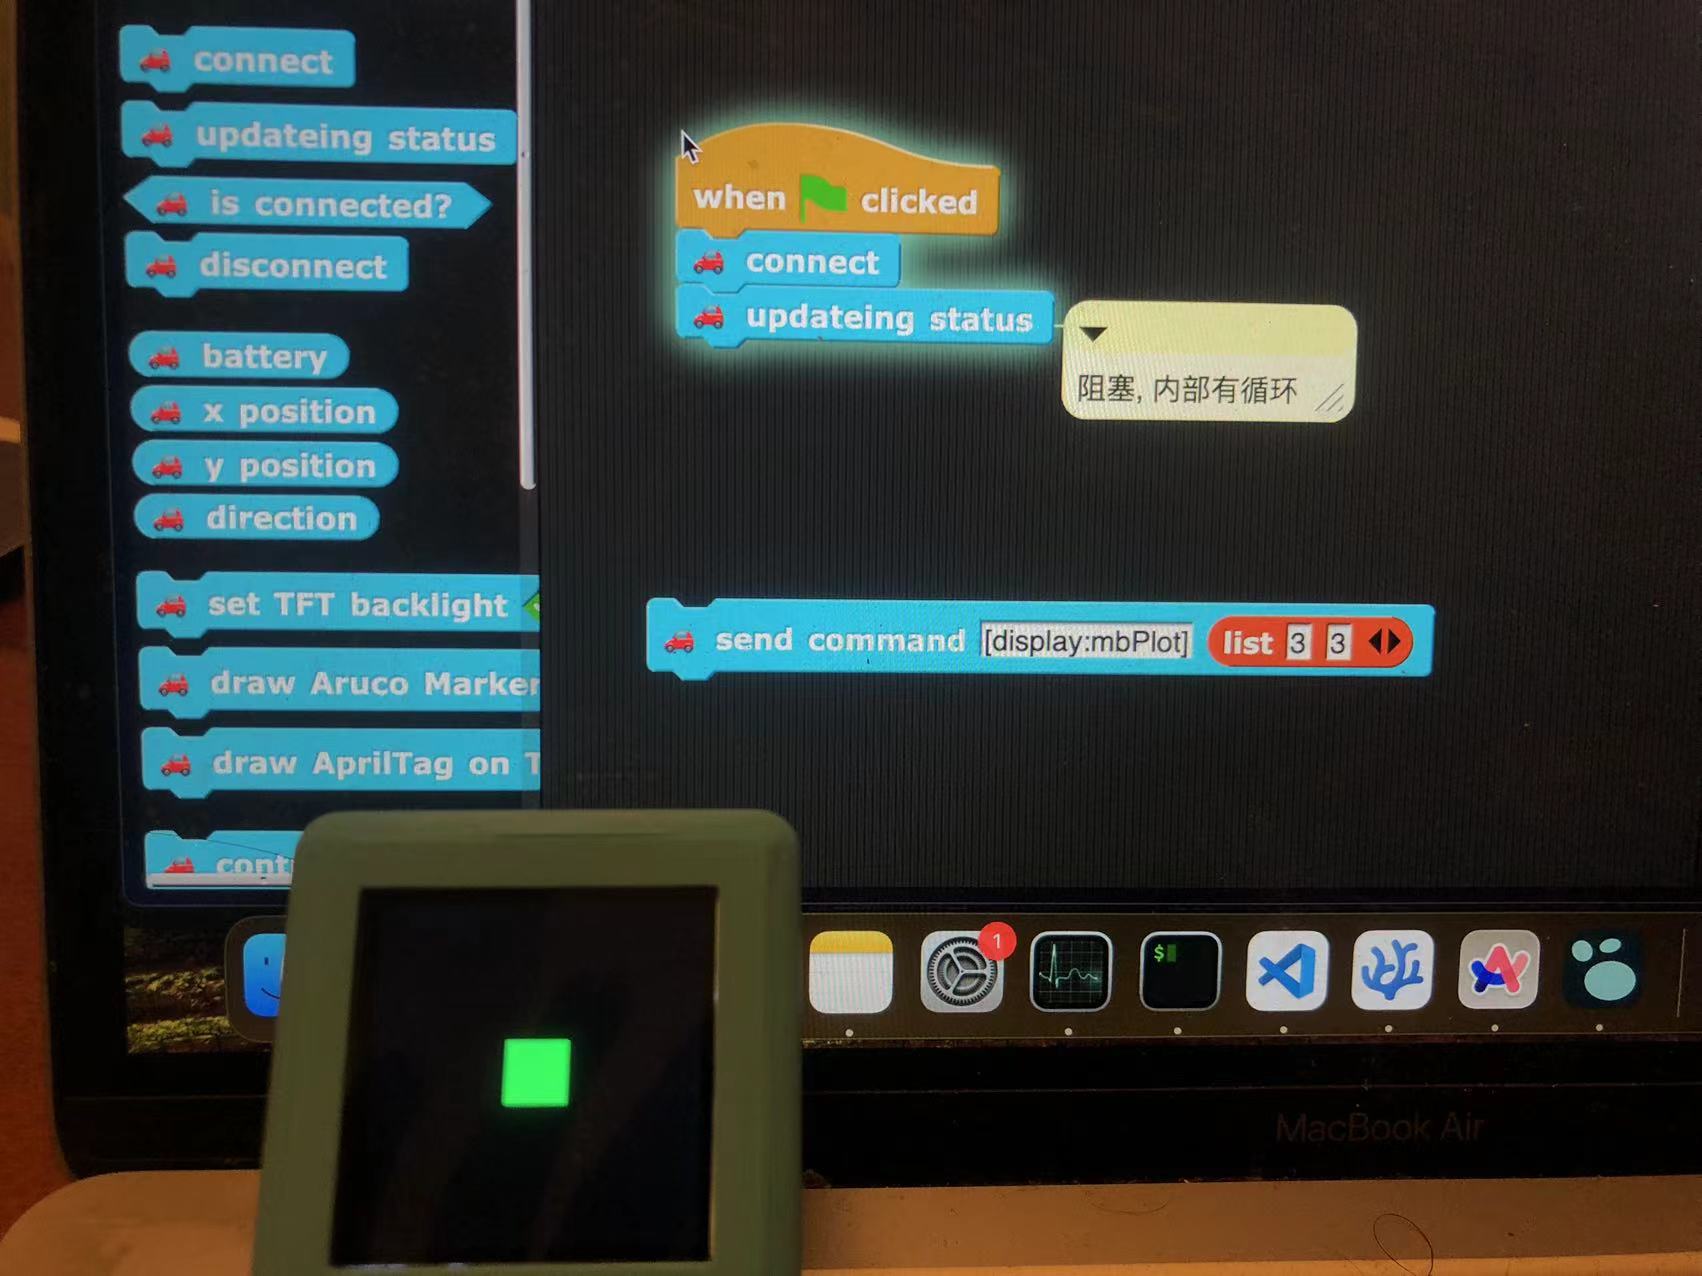 connect
updateing status
is connected?
disconnect
battery
x position
y position
direction
set TFT backlight
draw Aruco Marker
draw AprilTag on T
cont
when clicked
connect
updateing status
阻塞, 内部有循环
send command [display:mbPlot] list 3 3
1
$
MacBook Air